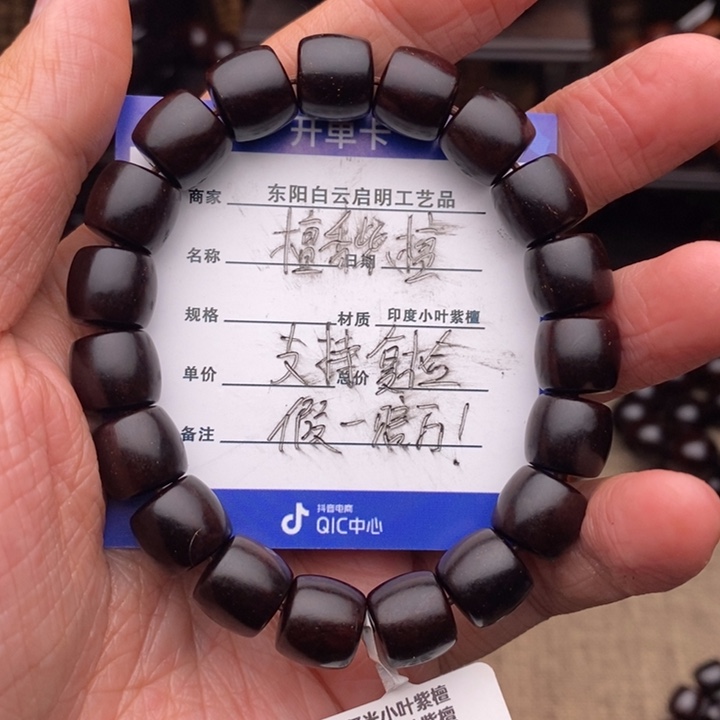 开单卡
商家 东阳白云启明工艺品
檀香紫檀
名称 日期
规格 材质 印度小叶紫檀
支持复检
单价 总价
假一赔万!
备注
抖音电商
QIC中心
小叶紫檀
紫檀